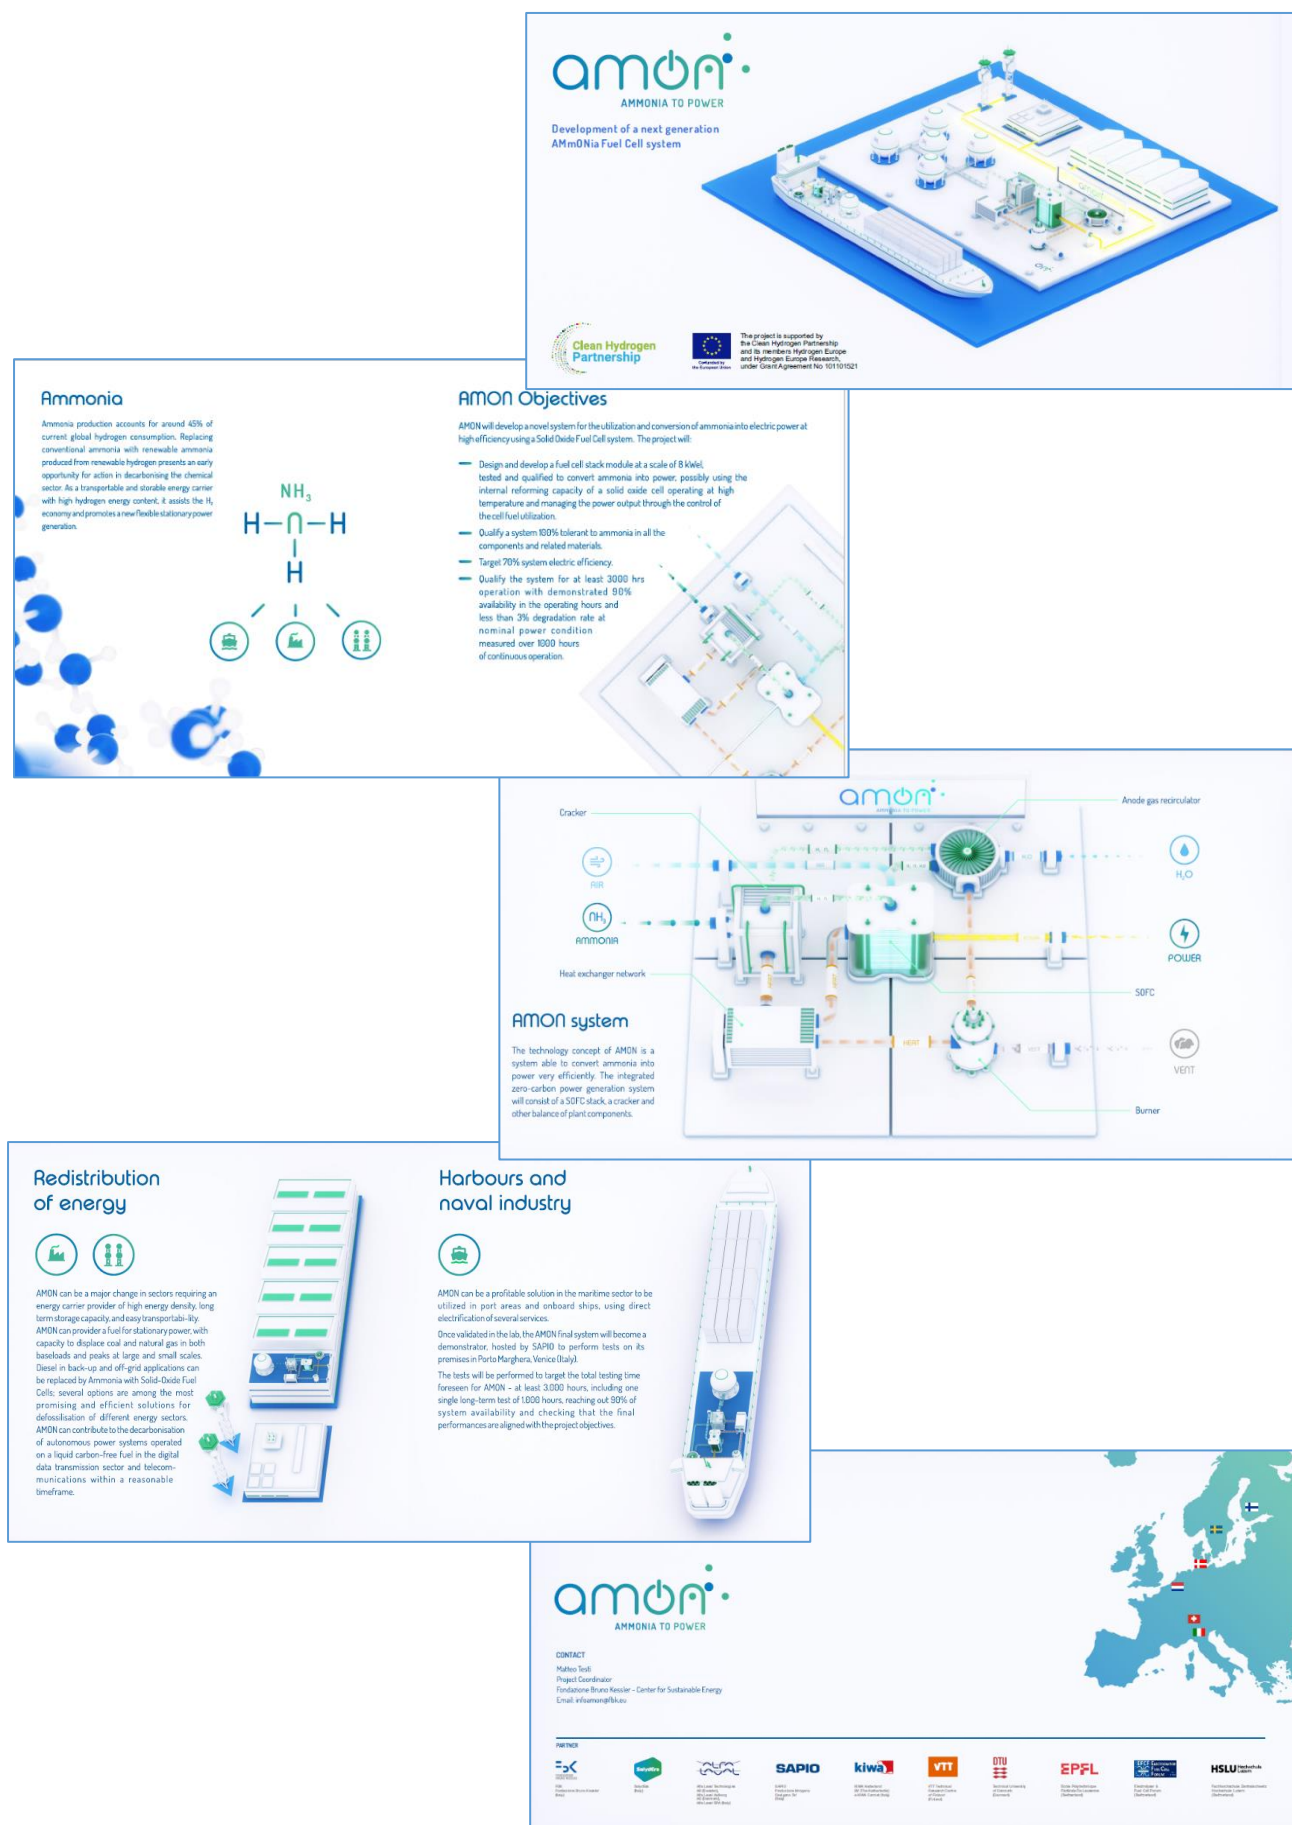 amon
AMMONIA TO POWER
Development of a next generation
AMmONia Fuel Cell system
Clean Hydrogen
Partnership
Co-funded by
the European Union
The project is supported by
the Clean Hydrogen Partnership
and its members Hydrogen Europe
and Hydrogen Europe Research,
under Grant Agreement No 101101521
Ammonia
Ammonia production accounts for around 45% of
current global hydrogen consumption. Replacing
conventional ammonia with renewable ammonia
produced from renewable hydrogen presents an early
opportunity for action in decarbonising the chemical
sector. As a transportable and storable energy carrier
with high hydrogen energy content, it assists the H₂
economy and promotes a new flexible stationary power
generation.
NH₃
H–N–H
H
AMON Objectives
AMON will develop a novel system for the utilization and conversion of ammonia into electric power at
high efficiency using a Solid Oxide Fuel Cell system. The project will:
Design and develop a fuel cell stack module at a scale of 8 kWel,
tested and qualified to convert ammonia into power, possibly using the
internal reforming capacity of a solid oxide cell operating at high
temperature and managing the power output through the control of
the cell fuel utilization.
Qualify a system 100% tolerant to ammonia in all the
components and related materials.
Target 70% system electric efficiency.
Qualify the system for at least 3000 hrs
operation with demonstrated 90%
availability in the operating hours and
less than 3% degradation rate at
nominal power condition
measured over 1000 hours
of continuous operation.
amon
AMMONIA TO POWER
Cracker
Anode gas recirculator
AIR
H₂O
NH₃
AMMONIA
POWER
Heat exchanger network
SOFC
HEAT
VENT
Burner
AMON system
The technology concept of AMON is a
system able to convert ammonia into
power very efficiently. The integrated
zero-carbon power generation system
will consist of a SOFC stack, a cracker and
other balance of plant components.
Redistribution
of energy
AMON can be a major change in sectors requiring an
energy carrier provider of high energy density, long
term storage capacity, and easy transportabi-lity.
AMON can provider a fuel for stationary power, with
capacity to displace coal and natural gas in both
baseloads and peaks at large and small scales.
Diesel in back-up and off-grid applications can
be replaced by Ammonia with Solid-Oxide Fuel
Cells; several options are among the most
promising and efficient solutions for
defossilisation of different energy sectors.
AMON can contribute to the decarbonisation
of autonomous power systems operated
on a liquid carbon-free fuel in the digital
data transmission sector and telecom-
munications within a reasonable
timeframe.
Harbours and
naval industry
AMON can be a profitable solution in the maritime sector to be
utilized in port areas and onboard ships, using direct
electrification of several services.
Once validated in the lab, the AMON final system will become a
demonstrator, hosted by SAPIO to perform tests on its
premises in Porto Marghera, Venice (Italy).
The tests will be performed to target the total testing time
foreseen for AMON – at least 3.000 hours, including one
single long-term test of 1.000 hours, reaching out 90% of
system availability and checking that the final
performances are aligned with the project objectives.
amon
AMMONIA TO POWER
CONTACT
Matteo Testi
Project Coordinator
Fondazione Bruno Kessler – Center for Sustainable Energy
Email: infoamon@fbk.eu
PARTNER
SolydEra
SAPIO
kiwa
VTT
DTU
EPFL
HSLU Hochschule
Luzern